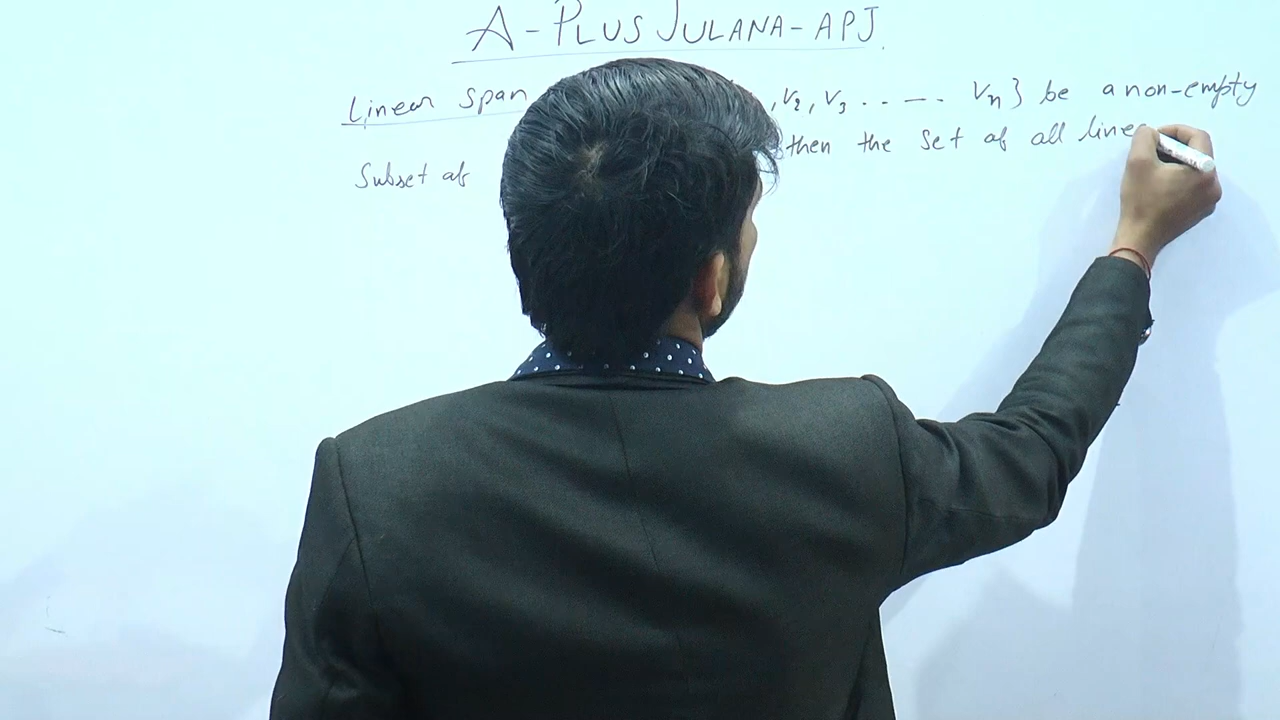 A-PLUS JULANA-APJ.
Linear span , V2, V3 . . — . Vn} be a non-empty
Subset of then the set of all linea